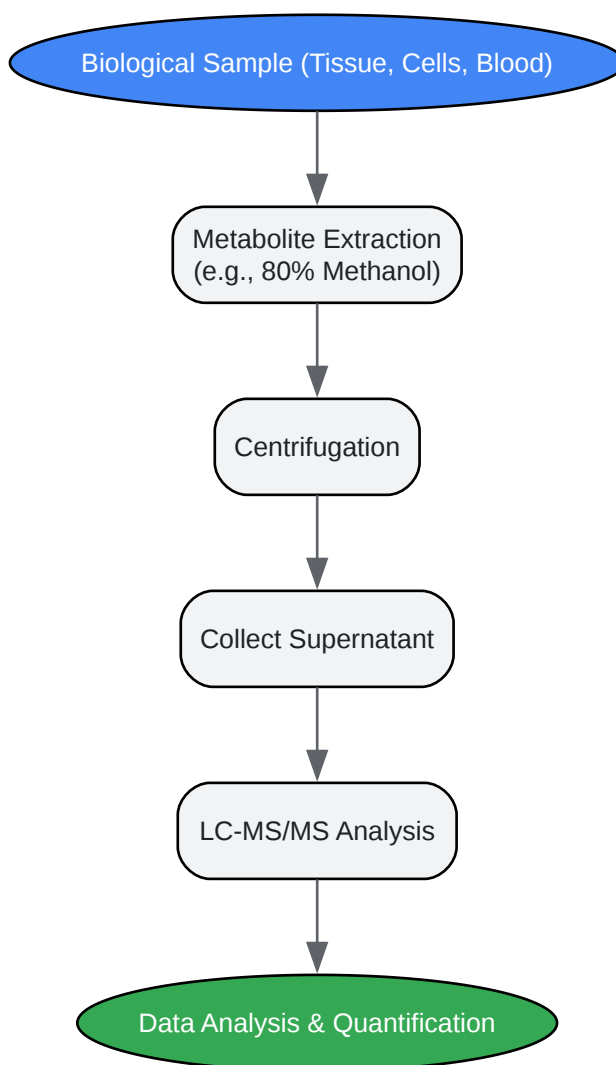 Biological Sample (Tissue, Cells, Blood)
Metabolite Extraction
(e.g., 80% Methanol)
Centrifugation
Collect Supernatant
LC-MS/MS Analysis
Data Analysis & Quantification